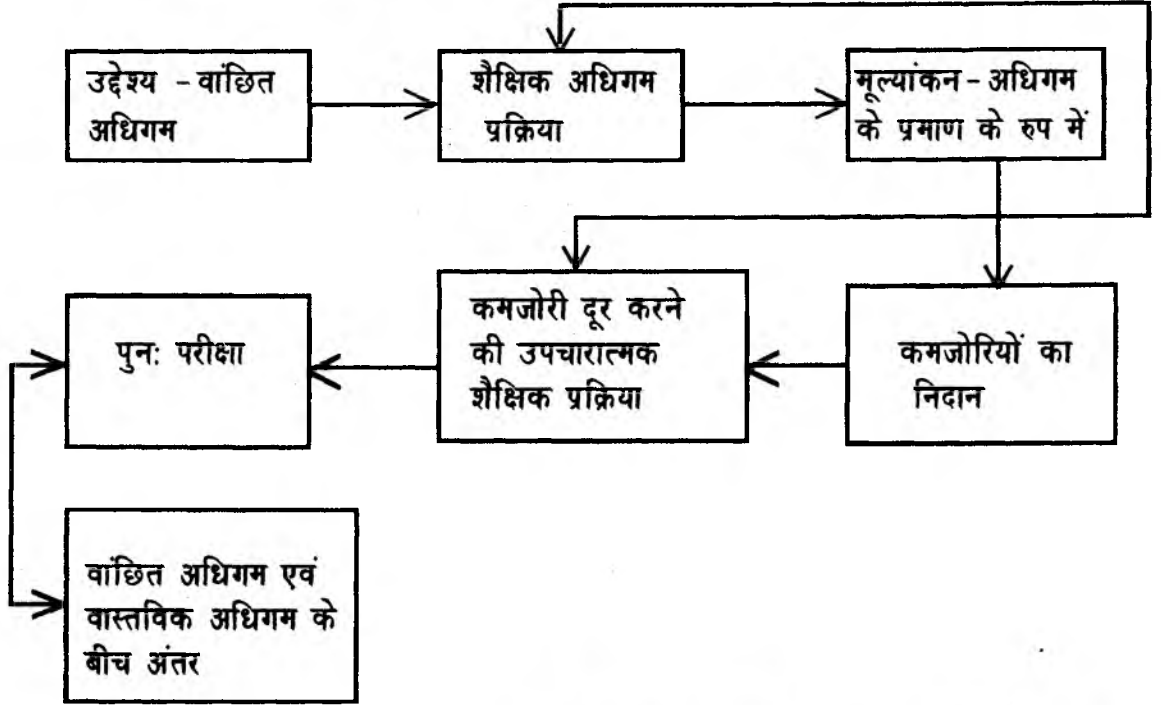 उद्देश्य - वांछित
अधिगम
शैक्षिक अधिगम
प्रक्रिया
मूल्यांकन - अधिगम
के प्रमाण के रुप में
पुनः परीक्षा
कमजोरी दूर करने
की उपचारात्मक
शैक्षिक प्रक्रिया
कमजोरियों का
निदान
वांछित अधिगम एवं
वास्तविक अधिगम के
बीच अंतर